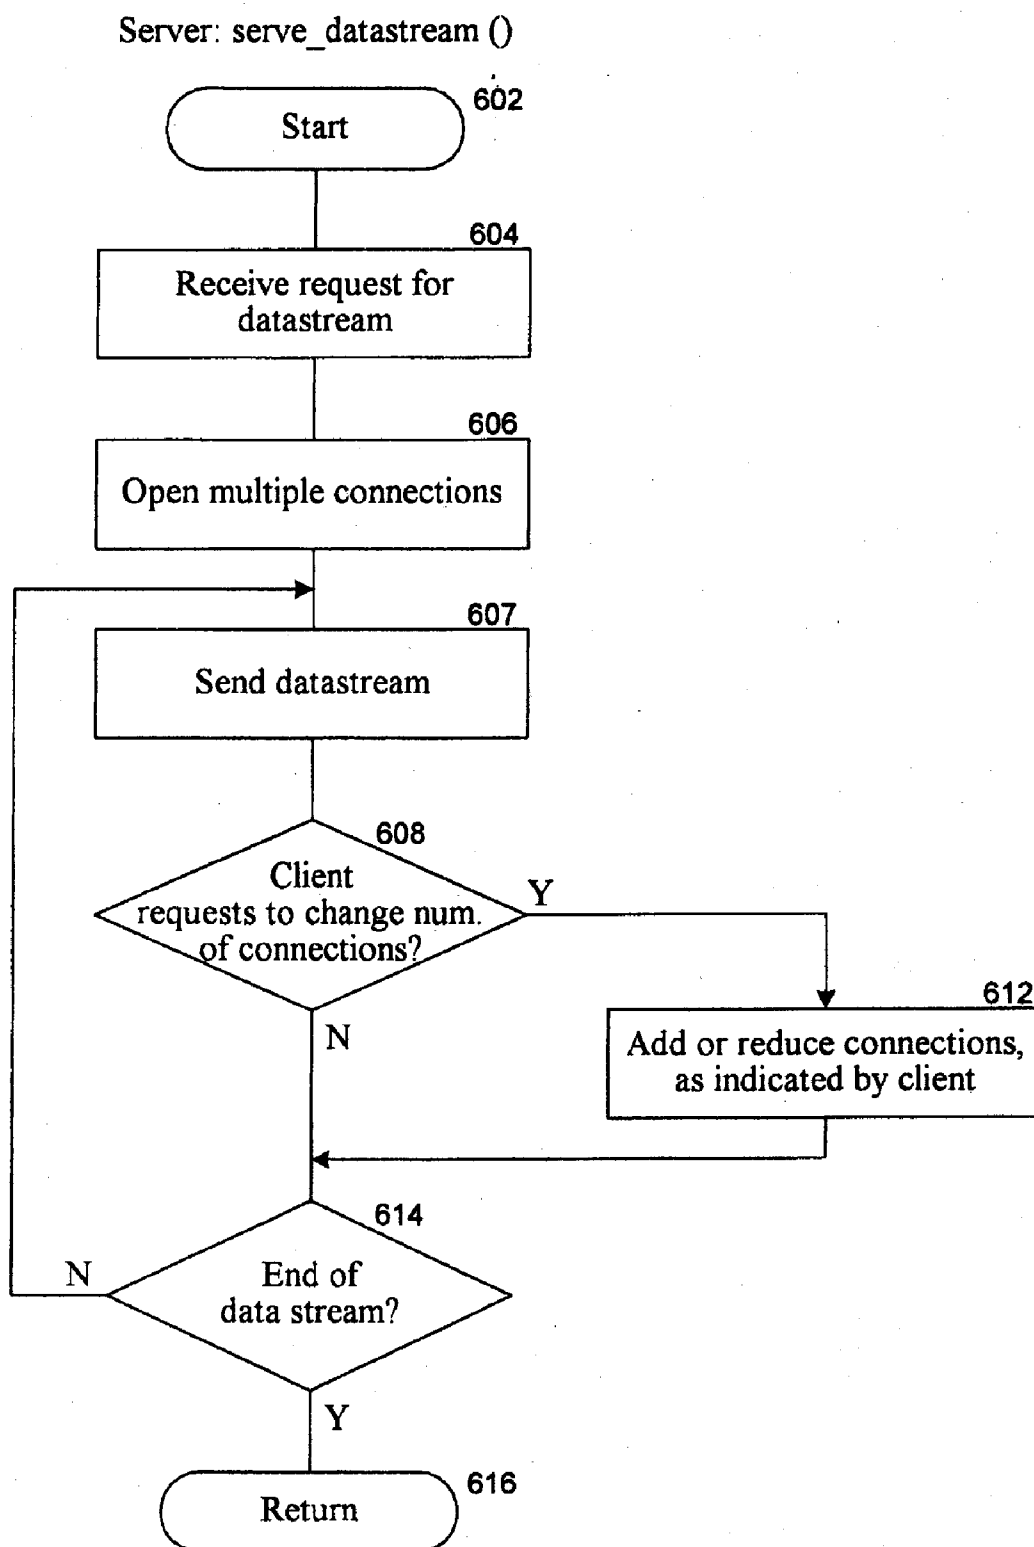 Server: serve_datastream ()
602
Start
604
Receive request for
datastream
606
Open multiple connections
607
Send datastream
608
Client
requests to change num.
of connections?
Y
N
612
Add or reduce connections,
as indicated by client
614
End of
data stream?
N
Y
616
Return